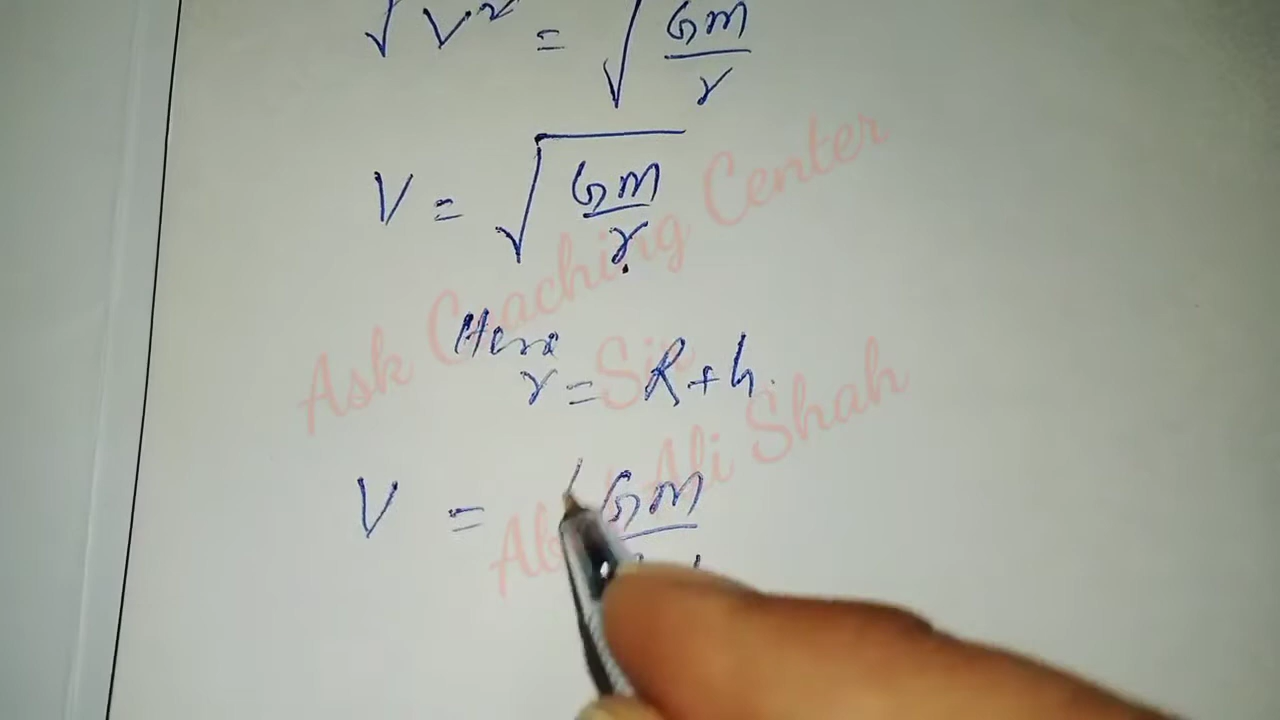 √V² = √Gm/r
V = √Gm/r
Here
r = R+h.
V = Gm
Ask Coaching Center
Sir
Ali Shah